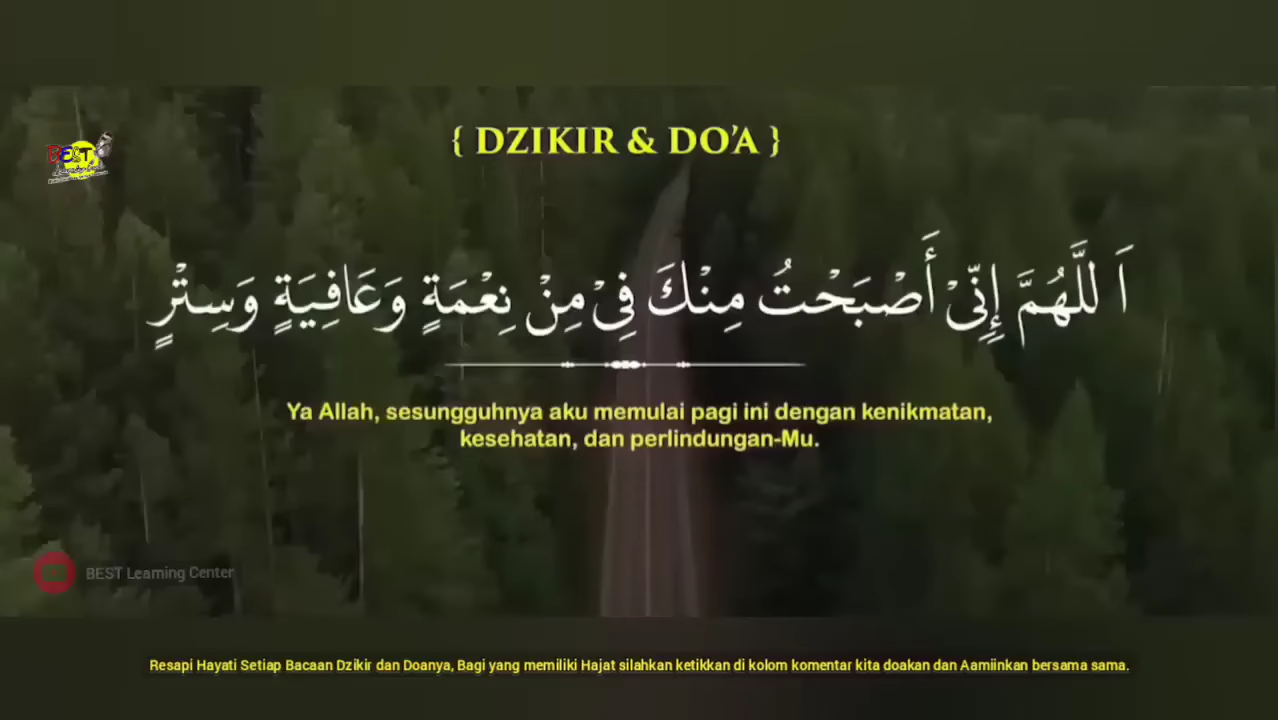 { DZIKIR & DO'A }
BEST
اَ للَّهُمَّ إِنِّيْ أَصْبَحْتُ مِنْكَ فِيْ مِنْ نِعْمَةٍ وَعَافِيَةٍ وَسِتْرٍ
Ya Allah, sesungguhnya aku memulai pagi ini dengan kenikmatan,
kesehatan, dan perlindungan-Mu.
BEST Learning Center
Resapi Hayati Setiap Bacaan Dzikir dan Doanya, Bagi yang memiliki Hajat silahkan ketikkan di kolom komentar kita doakan dan Aamiinkan bersama sama.